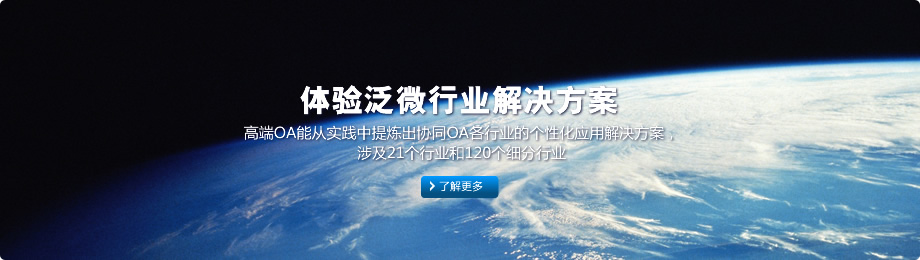 体验泛微行业解决方案
高端OA能从实践中提炼出协同OA各行业的个性化应用解决方案，
涉及21个行业和120个细分行业
了解更多